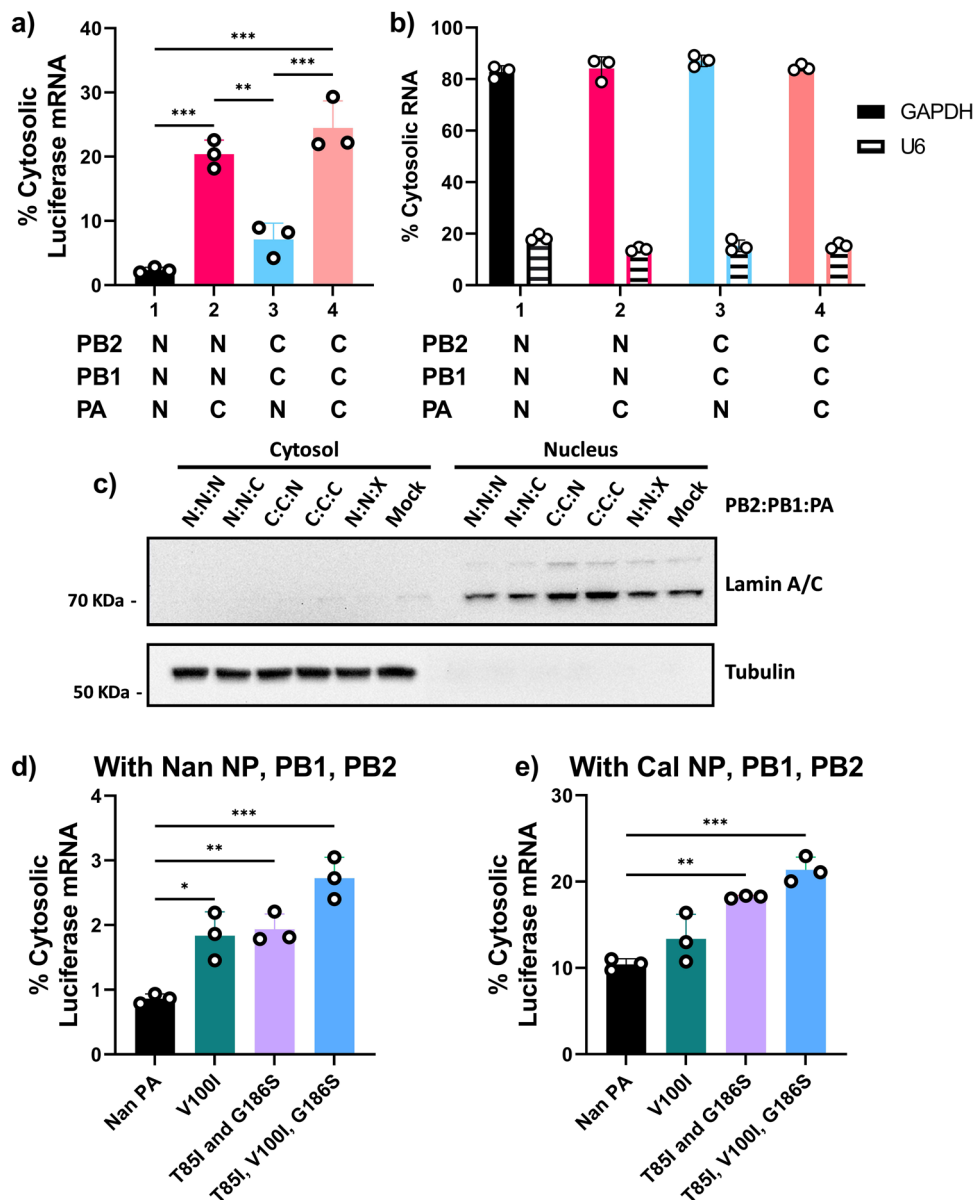 a)
% Cytosolic
Luciferase mRNA
40
30
20
10
0
***
***
**
***
1 2 3 4
PB2 N N C C
PB1 N N C C
PA N C N C
b)
% Cytosolic RNA
100
80
60
40
20
0
GAPDH
U6
1 2 3 4
PB2 N N C C
PB1 N N C C
PA N C N C
c)
Cytosol Nucleus
N:N:N N:N:C C:C:N C:C:C N:N:X Mock N:N:N N:N:C C:C:N C:C:C N:N:X Mock
PB2:PB1:PA
70 KDa -
Lamin A/C
50 KDa -
Tubulin
d) With Nan NP, PB1, PB2
% Cytosolic
Luciferase mRNA
4
3
2
1
0
***
**
*
Nan PA
V100I
T85I and G186S
T85I, V100I, G186S
e) With Cal NP, PB1, PB2
% Cytosolic
Luciferase mRNA
30
20
10
0
***
**
Nan PA
V100I
T85I and G186S
T85I, V100I, G186S